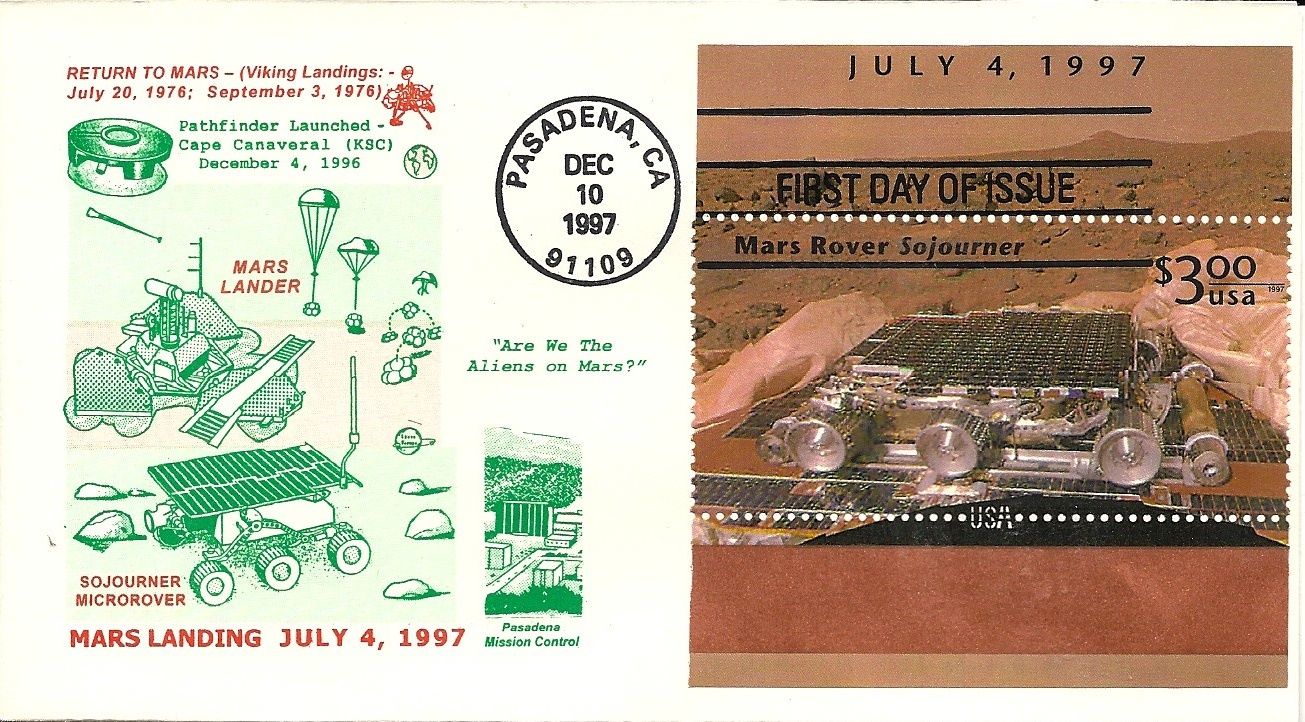 RETURN TO MARS – (Viking Landings: -
July 20, 1976; September 3, 1976)
Pathfinder Launched -
Cape Canaveral (KSC)
December 4, 1996
MARS
LANDER
SOJOURNER
MICROROVER
MARS LANDING JULY 4, 1997
"Are We The
Aliens on Mars?"
Pasadena
Mission Control
PASADENA, CA
DEC
10
1997
91109
JULY 4, 1997
FIRST DAY OF ISSUE
Mars Rover Sojourner
$3.00
usa
1997
USA